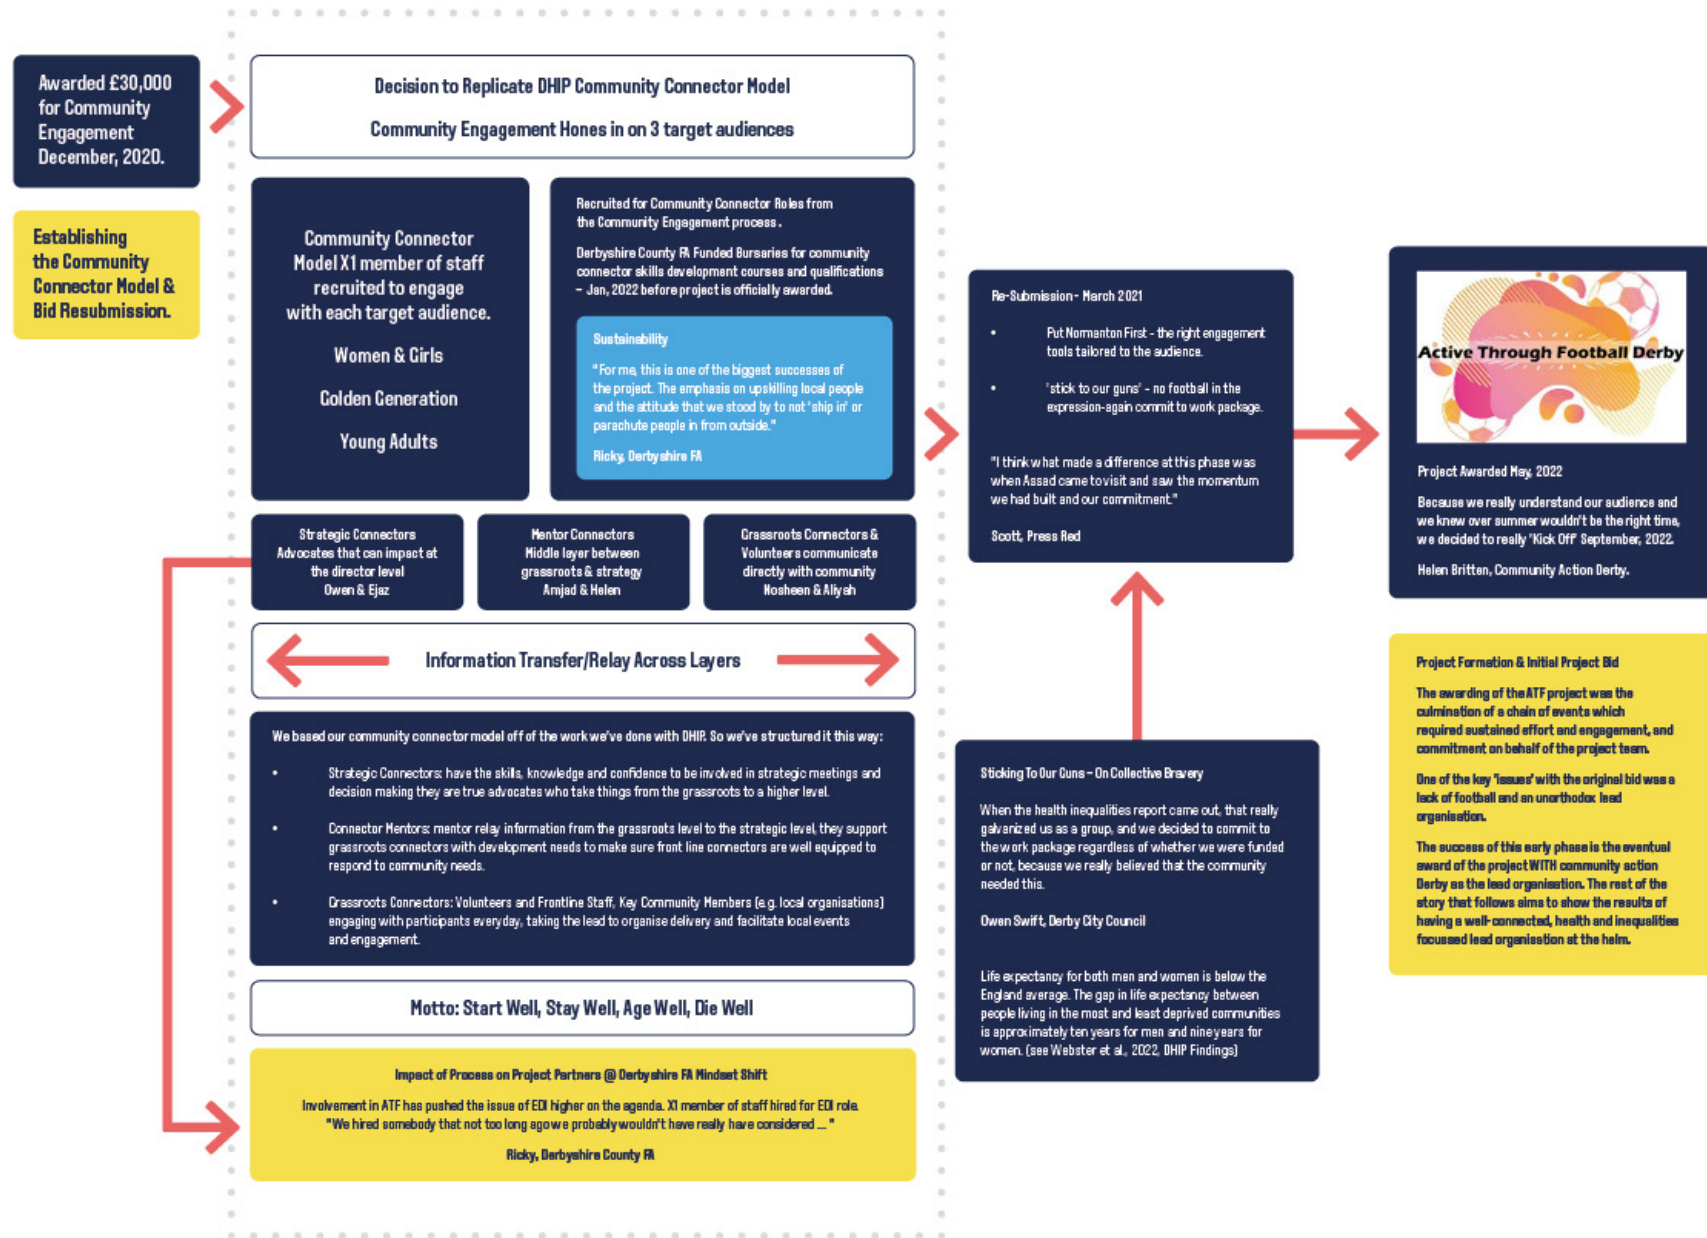 Awarded £30,000
for Community
Engagement
December, 2020.
Establishing
the Community
Connector Model &
Bid Resubmission.
Decision to Replicate DHIP Community Connector Model
Community Engagement Hones in on 3 target audiences
Community Connector
Model X1 member of staff
recruited to engage
with each target audience.
Women & Girls
Golden Generation
Young Adults
Recruited for Community Connector Roles from
the Community Engagement process .
Derbyshire County FA Funded Bursaries for community
connector skills development courses and qualifications
– Jan, 2022 before project is officially awarded.
Sustainability
"For me, this is one of the biggest successes of
the project. The emphasis on upskilling local people
and the attitude that we stood by to not 'ship in' or
parachute people in from outside."
Ricky, Derbyshire FA
Strategic Connectors
Advocates that can impact at
the director level
Owen & Ejaz
Mentor Connectors
Middle layer between
grassroots & strategy
Amjad & Helen
Grassroots Connectors &
Volunteers communicate
directly with community
Nosheen & Aliyah
Information Transfer/Relay Across Layers
We based our community connector model off of the work we've done with DHIP. So we've structured it this way:
• Strategic Connectors: have the skills, knowledge and confidence to be involved in strategic meetings and
decision making they are true advocates who take things from the grassroots to a higher level.
• Connector Mentors: mentor relay information from the grassroots level to the strategic level, they support
grassroots connectors with development needs to make sure front line connectors are well equipped to
respond to community needs.
• Grassroots Connectors: Volunteers and Frontline Staff, Key Community Members (e.g. local organisations)
engaging with participants everyday, taking the lead to organise delivery and facilitate local events
and engagement.
Motto: Start Well, Stay Well, Age Well, Die Well
Impact of Process on Project Partners @ Derbyshire FA Mindset Shift
Involvement in ATF has pushed the issue of EDI higher on the agenda. X1 member of staff hired for EDI role.
"We hired somebody that not too long ago we probably wouldn't have really have considered ... "
Ricky, Derbyshire County FA
Re-Submission- March 2021
• Put Normanton First - the right engagement
tools tailored to the audience.
• 'stick to our guns' - no football in the
expression-again commit to work package.
"I think what made a difference at this phase was
when Assad came to visit and saw the momentum
we had built and our commitment."
Scott, Press Red
Sticking To Our Guns – On Collective Bravery
When the health inequalities report came out, that really
galvanized us as a group, and we decided to commit to
the work package regardless of whether we were funded
or not, because we really believed that the community
needed this.
Owen Swift, Derby City Council
Life expectancy for both men and women is below the
England average. The gap in life expectancy between
people living in the most and least deprived communities
is approximately ten years for men and nine years for
women. (see Webster et al., 2022, DHIP Findings)
Active Through Football Derby
Project Awarded May, 2022
Because we really understand our audience and
we knew over summer wouldn't be the right time,
we decided to really 'Kick Off' September, 2022.
Helen Britten, Community Action Derby.
Project Formation & Initial Project Bid
The awarding of the ATF project was the
culmination of a chain of events which
required sustained effort and engagement, and
commitment on behalf of the project team.
One of the key 'issues' with the original bid was a
lack of football and an unorthodox lead
organisation.
The success of this early phase is the eventual
award of the project WITH community action
Derby as the lead organisation. The rest of the
story that follows aims to show the results of
having a well-connected, health and inequalities
focussed lead organisation at the helm.